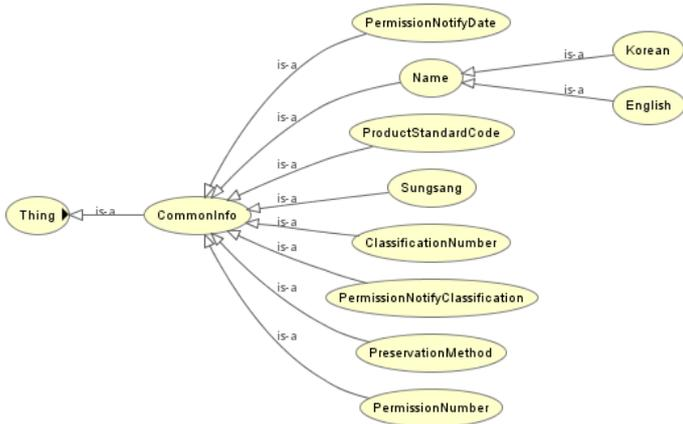 PermissionNotifyDate
is-a
Korean
is-a
Name
is-a
English
is-a
ProductStandardCode
is-a
Sungsang
is-a
Thing
is-a
CommonInfo
is-a
ClassificationNumber
is-a
PermissionNotifyClassification
is-a
PreservationMethod
is-a
PermissionNumber